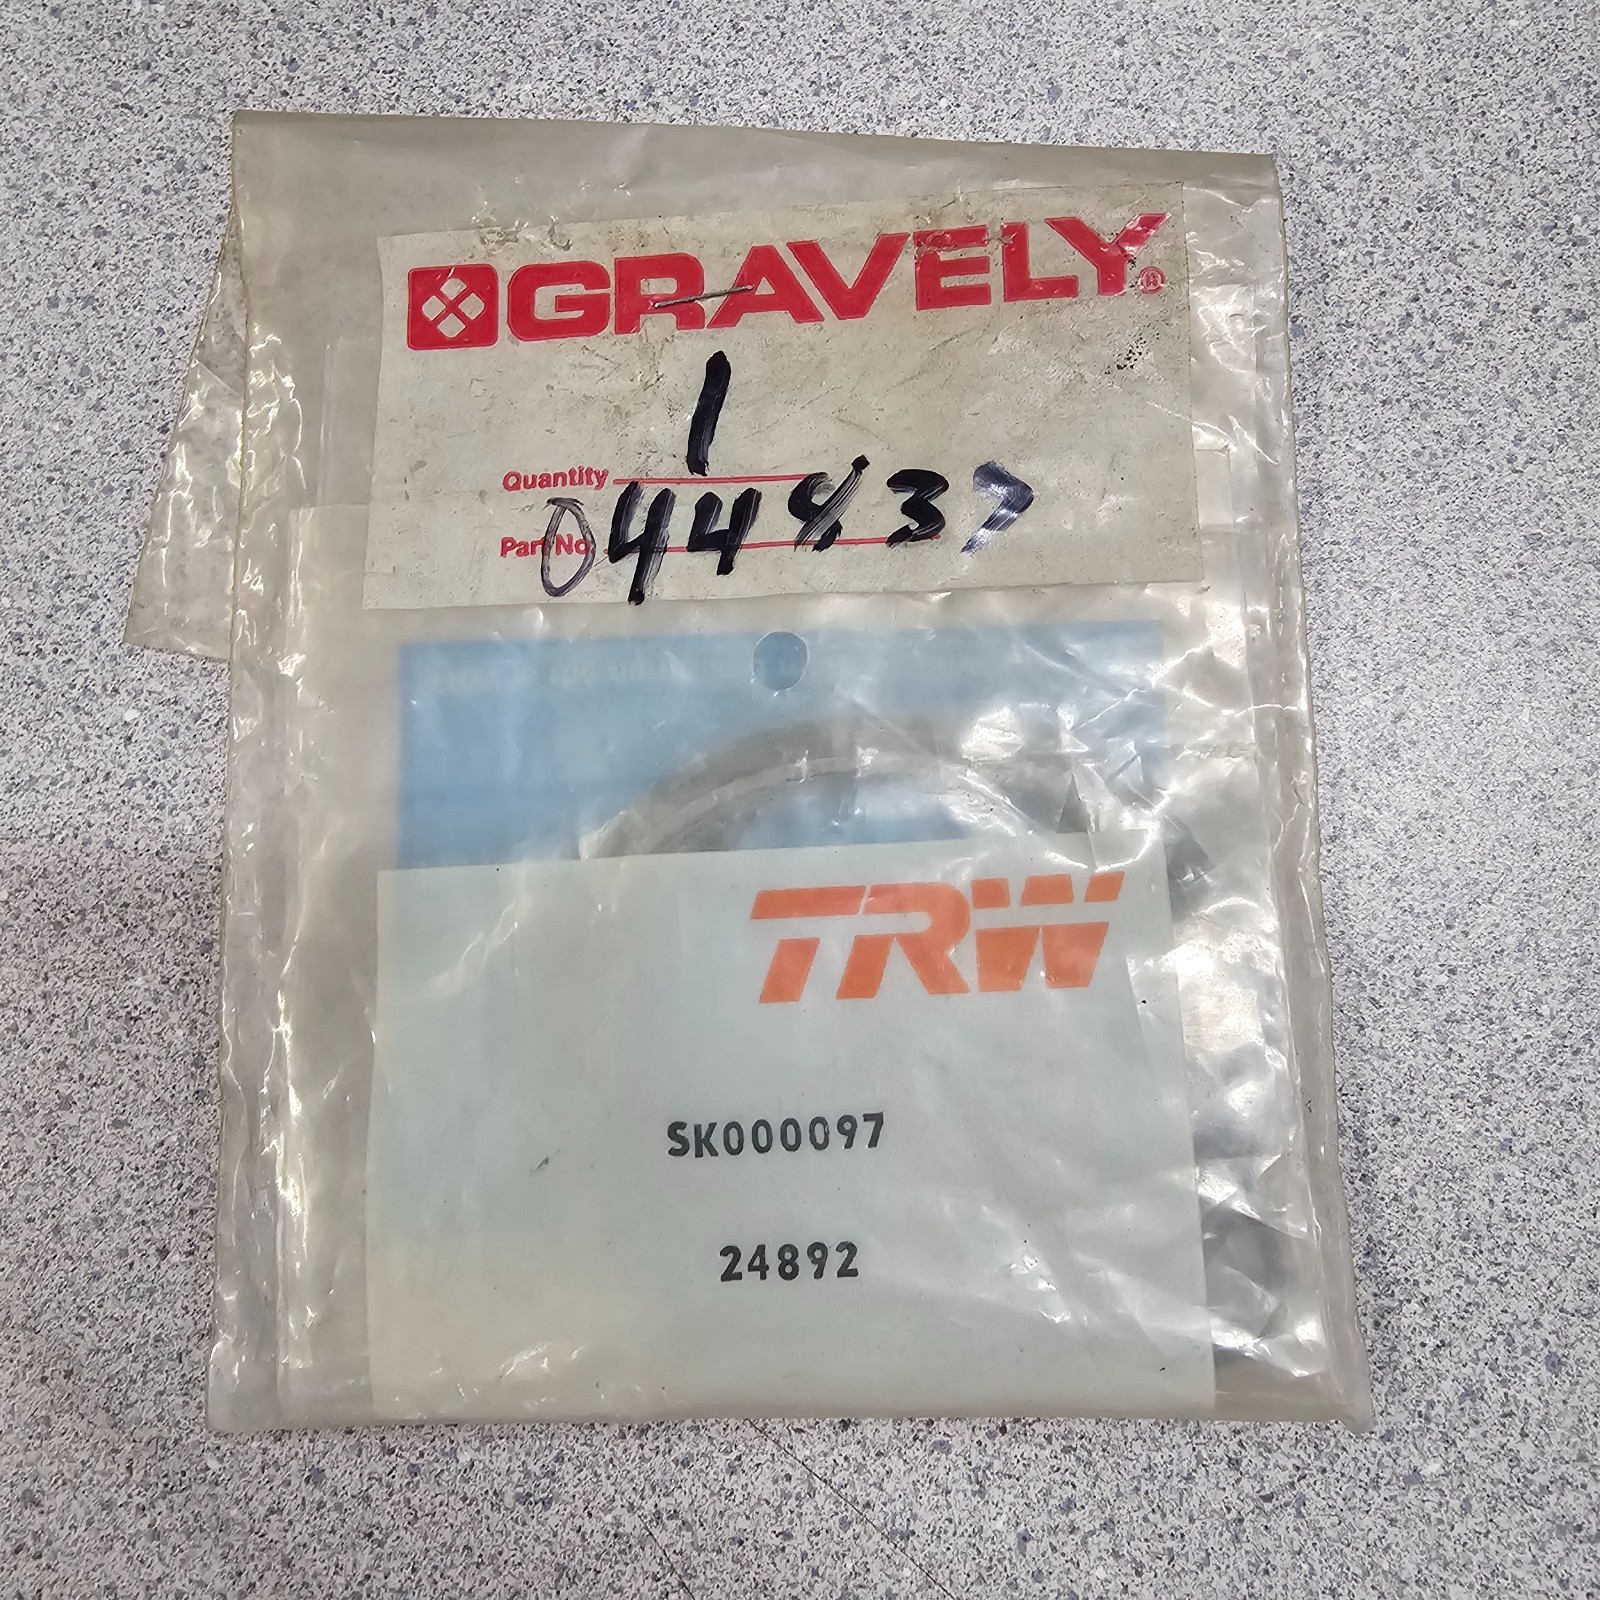 GRAVELY®
1
Quantity
Part No. 044837
TRW
SK000097
24892